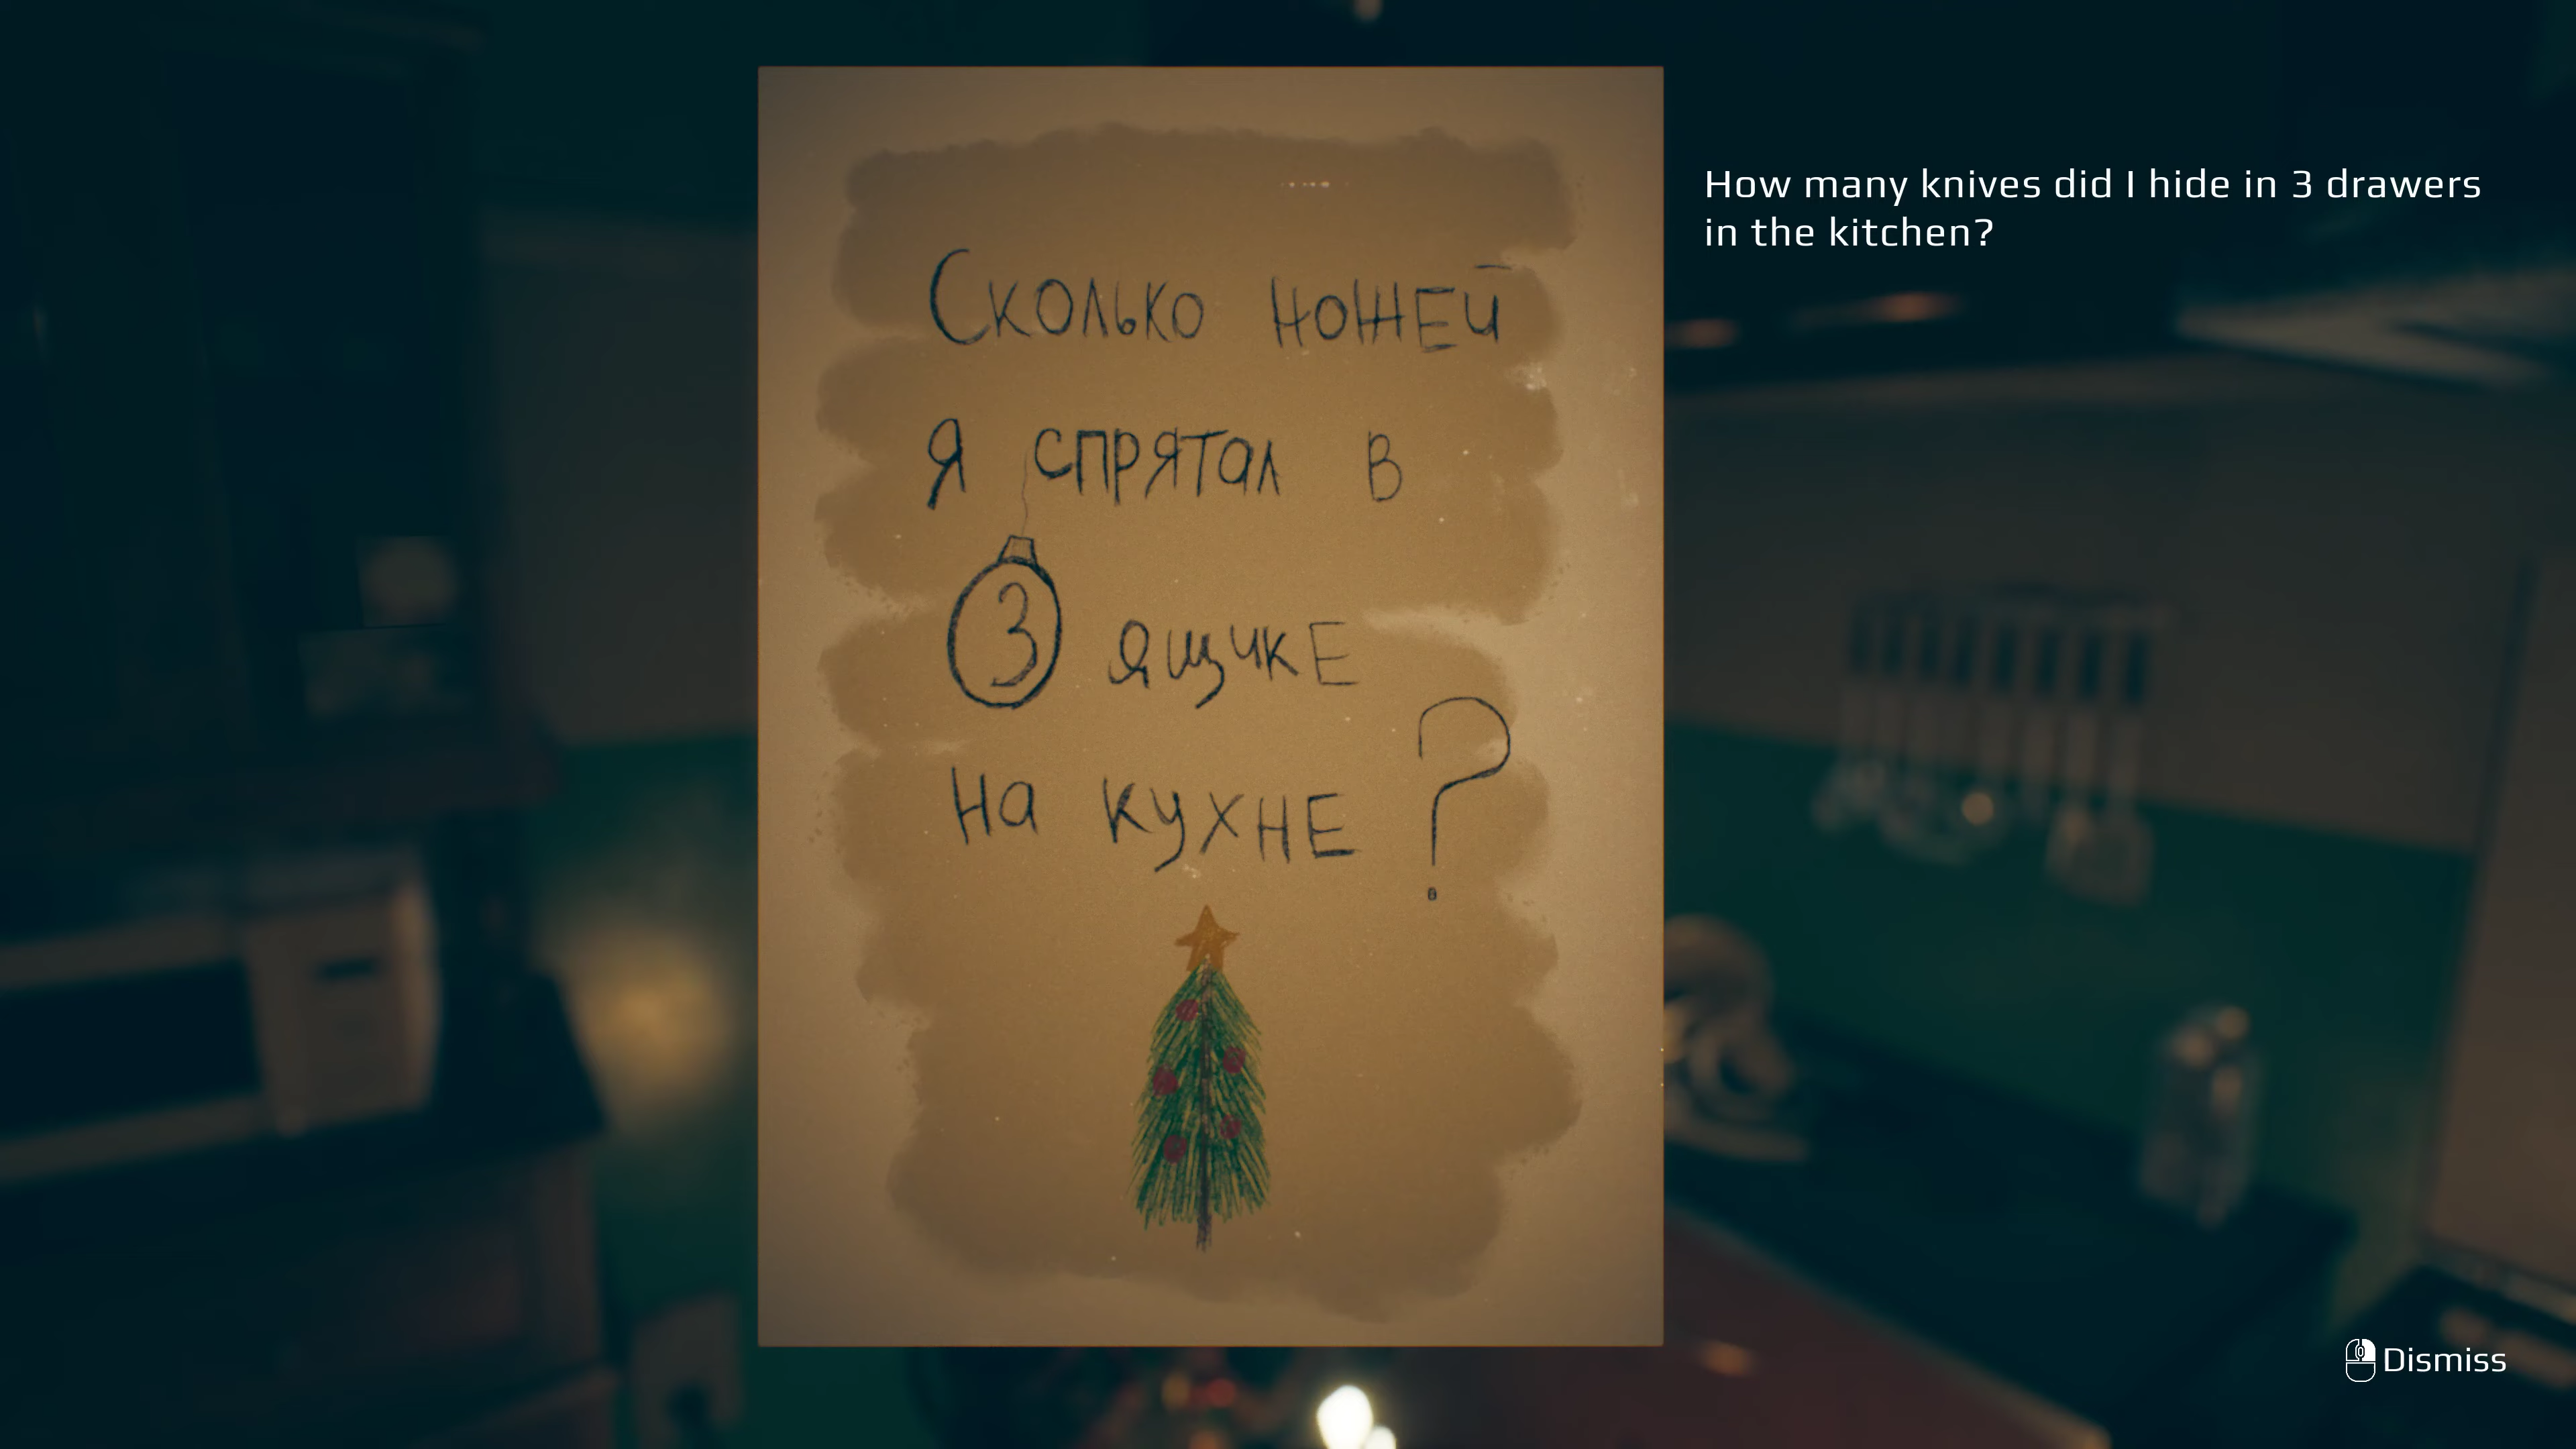 Сколько ножей
я спрятал в
3 ящике
на кухне?
How many knives did I hide in 3 drawers
in the kitchen?
Dismiss